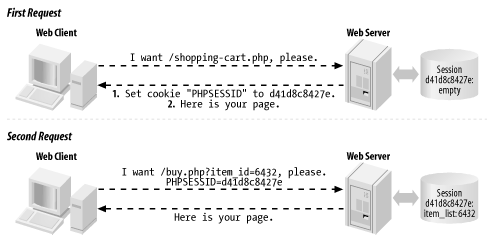 First Request
Web Client
Web Server
I want /shopping-cart.php, please.
1. Set cookie "PHPSESSID" to d41d8c8427e.
2. Here is your page.
Session
d41d8c8427e:
empty
Second Request
Web Client
Web Server
I want /buy.php?item_id=6432, please.
PHPSESSID=d41d8c8427e
Here is your page.
Session
d41d8c8427e:
item_list:6432